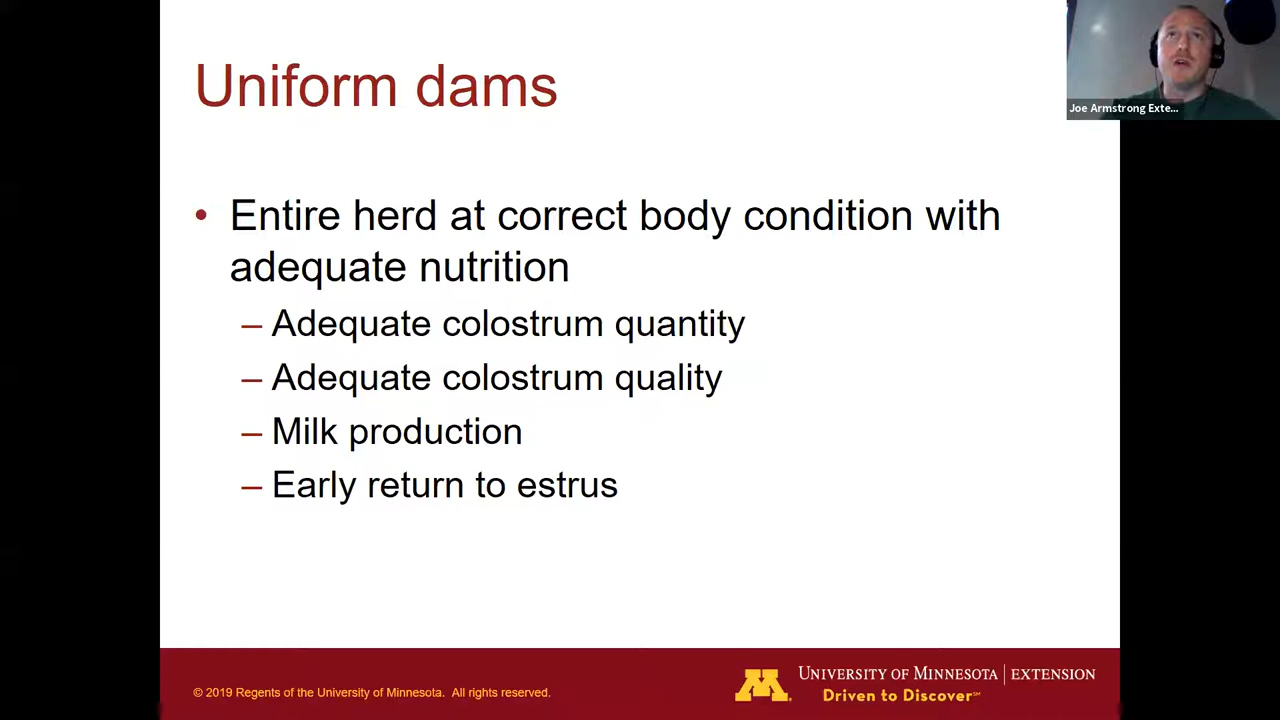 Uniform dams
Joe Armstrong Exte...
• Entire herd at correct body condition with
adequate nutrition
– Adequate colostrum quantity
– Adequate colostrum quality
– Milk production
– Early return to estrus
© 2019 Regents of the University of Minnesota. All rights reserved.
UNIVERSITY OF MINNESOTA | EXTENSION
Driven to Discover℠